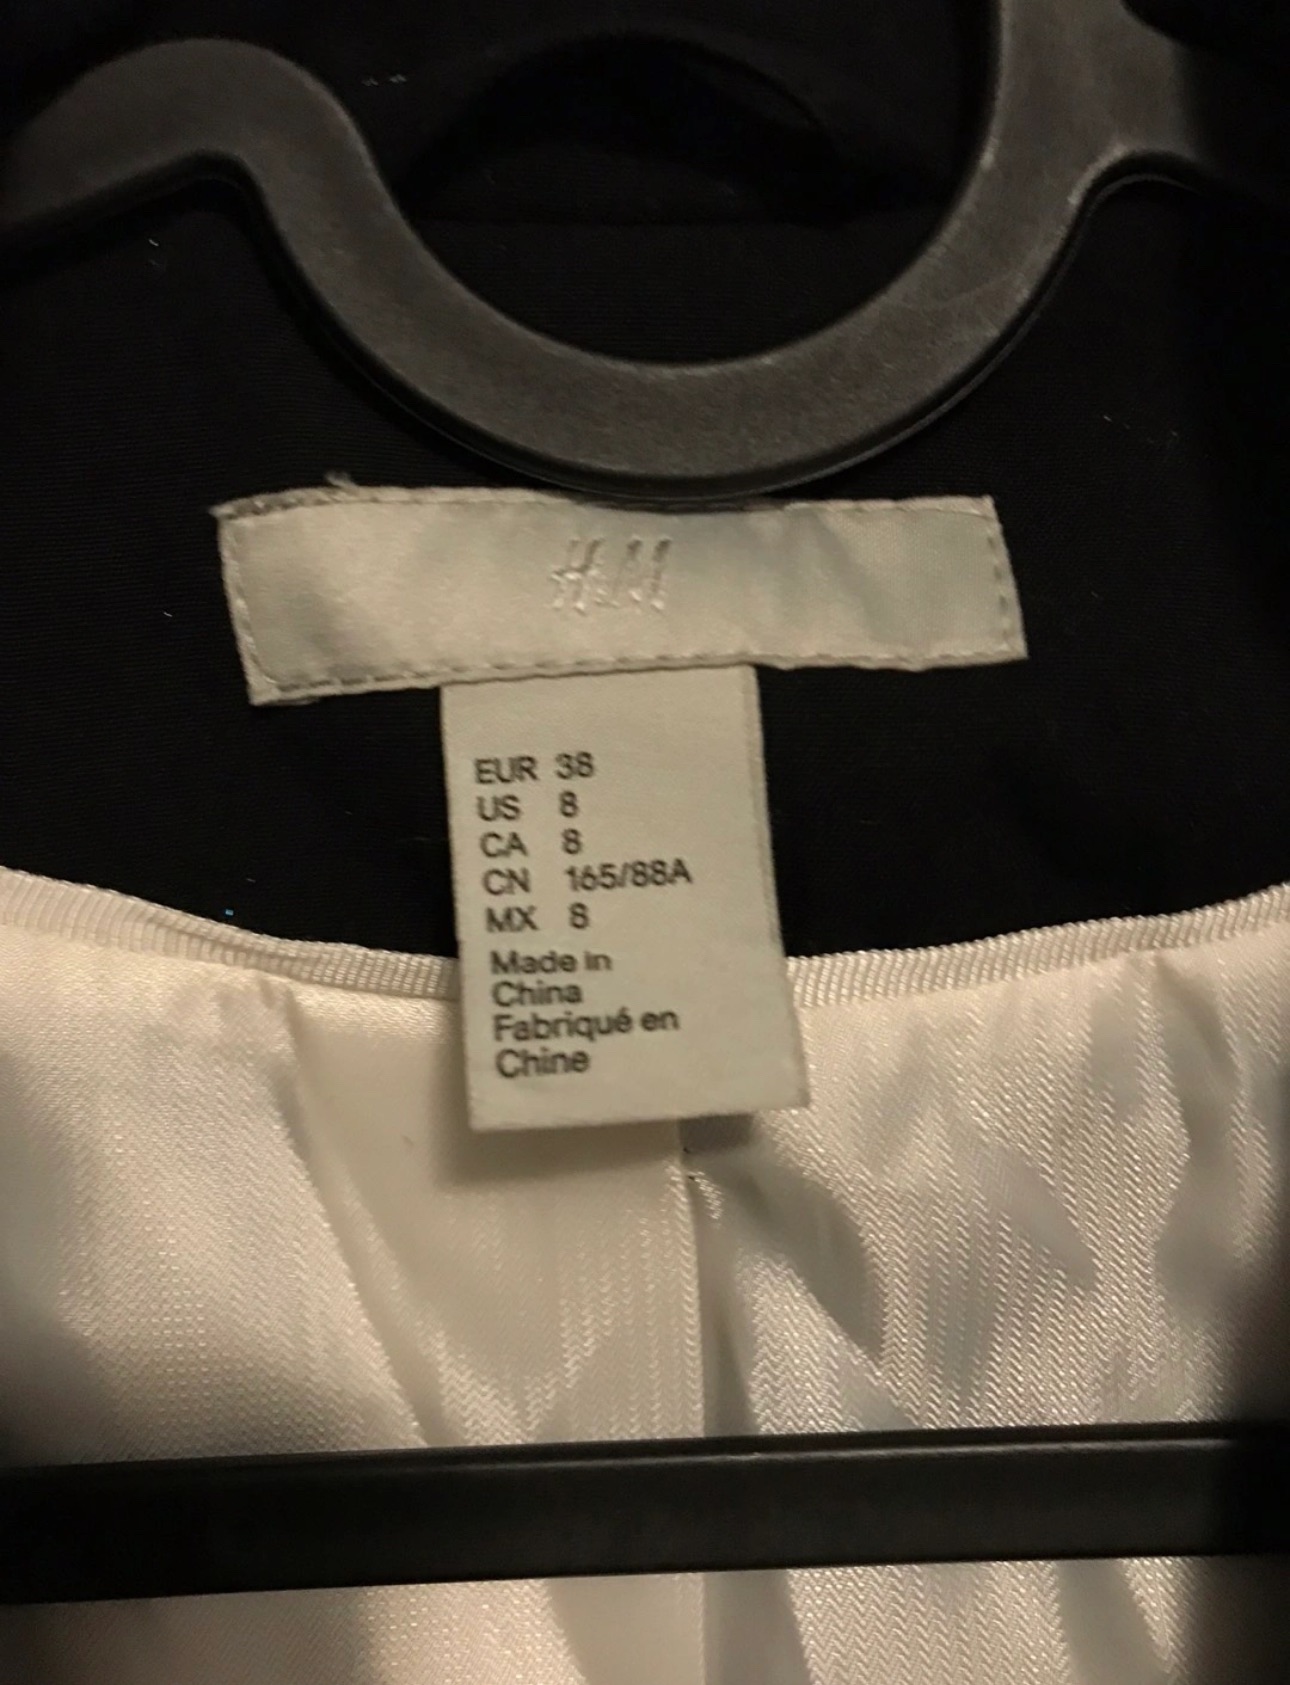 H&M
EUR 38
US 8
CA 8
CN 165/88A
MX 8
Made in
China
Fabriqué en
Chine